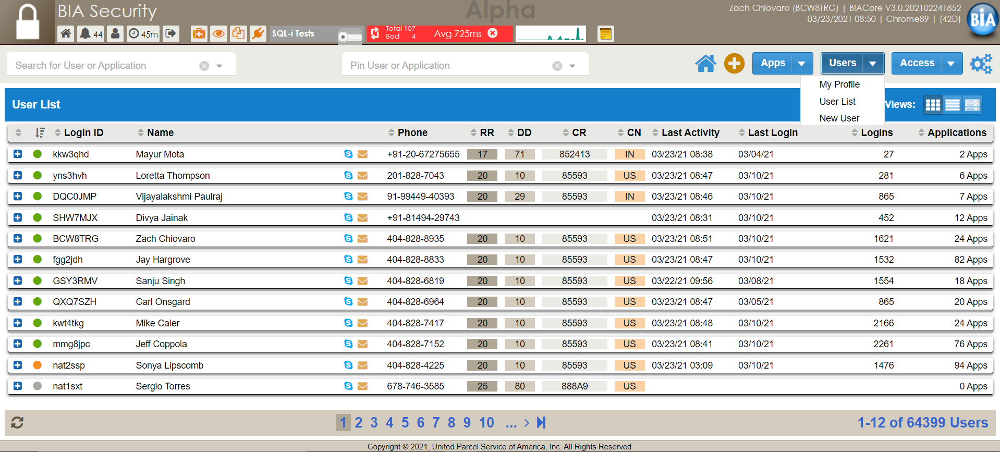 BIA Security
Alpha
Zach Chiovaro (BCW8TRG) | BIACore V3.0.202102241852
03/23/2021 08:50 | Chrome89 | (42D)
BIA
44
45m
SQL-i Tests
Total 107
Bad 4
Avg 725ms
Search for User or Application
Pin User or Application
Apps
Users
Access
My Profile
User List
New User
User List
Views:
Login ID Name Phone RR DD CR CN Last Activity Last Login Logins Applications
kkw3qhd Mayur Mota +91-20-67275655 17 71 852413 IN 03/23/21 08:38 03/04/21 27 2 Apps
yns3hvh Loretta Thompson 201-828-7043 20 10 85593 US 03/23/21 08:47 03/10/21 281 6 Apps
DQC0JMP Vijayalakshmi Paulraj 91-99449-40393 20 29 85593 IN 03/23/21 08:46 03/10/21 865 7 Apps
SHW7MJX Divya Jainak +91-81494-29743 03/23/21 08:31 03/10/21 452 12 Apps
BCW8TRG Zach Chiovaro 404-828-8935 20 10 85593 US 03/23/21 08:51 03/10/21 1621 24 Apps
fgg2jdh Jay Hargrove 404-828-8833 20 10 85593 US 03/23/21 08:47 03/10/21 1532 82 Apps
GSY3RMV Sanju Singh 404-828-6819 20 10 85593 US 03/22/21 09:56 03/08/21 1554 18 Apps
QXQ7SZH Carl Onsgard 404-828-6964 20 10 85593 US 03/23/21 08:47 03/05/21 865 20 Apps
kwt4tkg Mike Caler 404-828-7417 20 10 85593 US 03/23/21 08:48 03/10/21 2166 24 Apps
mmg8jpc Jeff Coppola 404-828-7152 20 10 85593 US 03/23/21 08:41 03/10/21 2261 76 Apps
nat2ssp Sonya Lipscomb 404-828-4225 20 10 85593 US 03/23/21 03:09 03/10/21 1476 94 Apps
nat1sxt Sergio Torres 678-746-3585 25 80 888A9 US 0 Apps
1 2 3 4 5 6 7 8 9 10 ...
1-12 of 64399 Users
Copyright © 2021, United Parcel Service of America, Inc. All Rights Reserved.